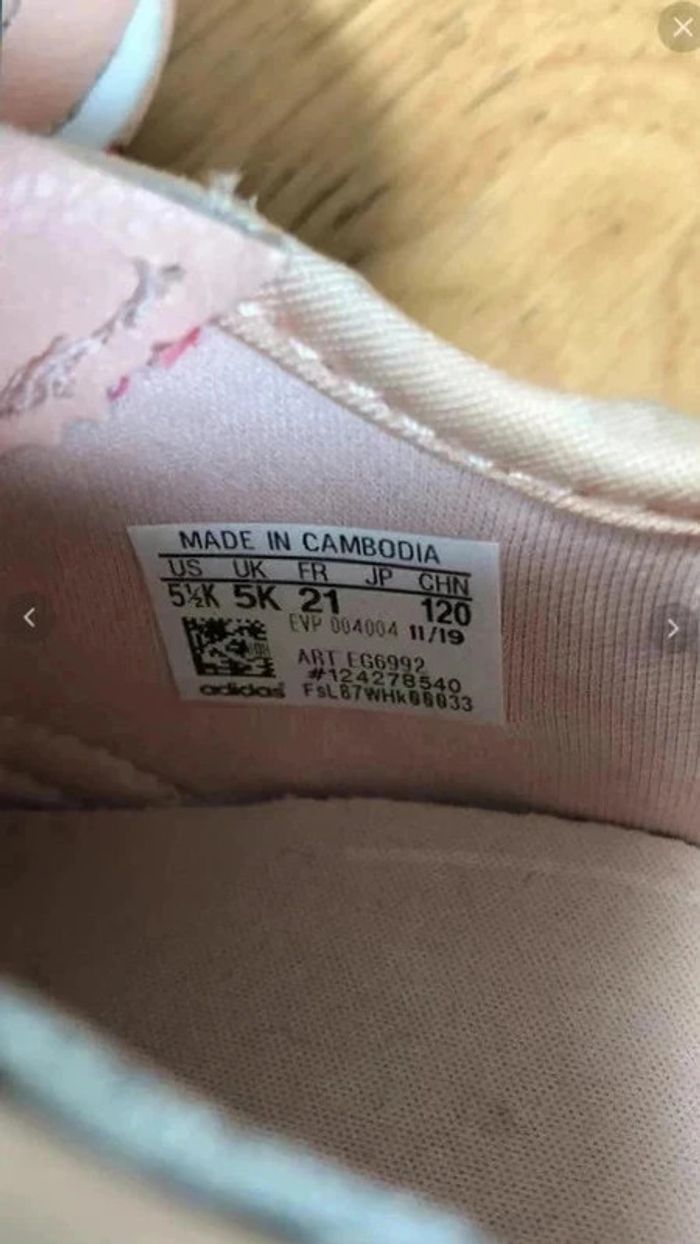 MADE IN CAMBODIA
US UK FR JP CHN
5½K 5K 21 120
EVP 004004 11/19
ART EG6992
#124278540
adidas FsL87WHk00033